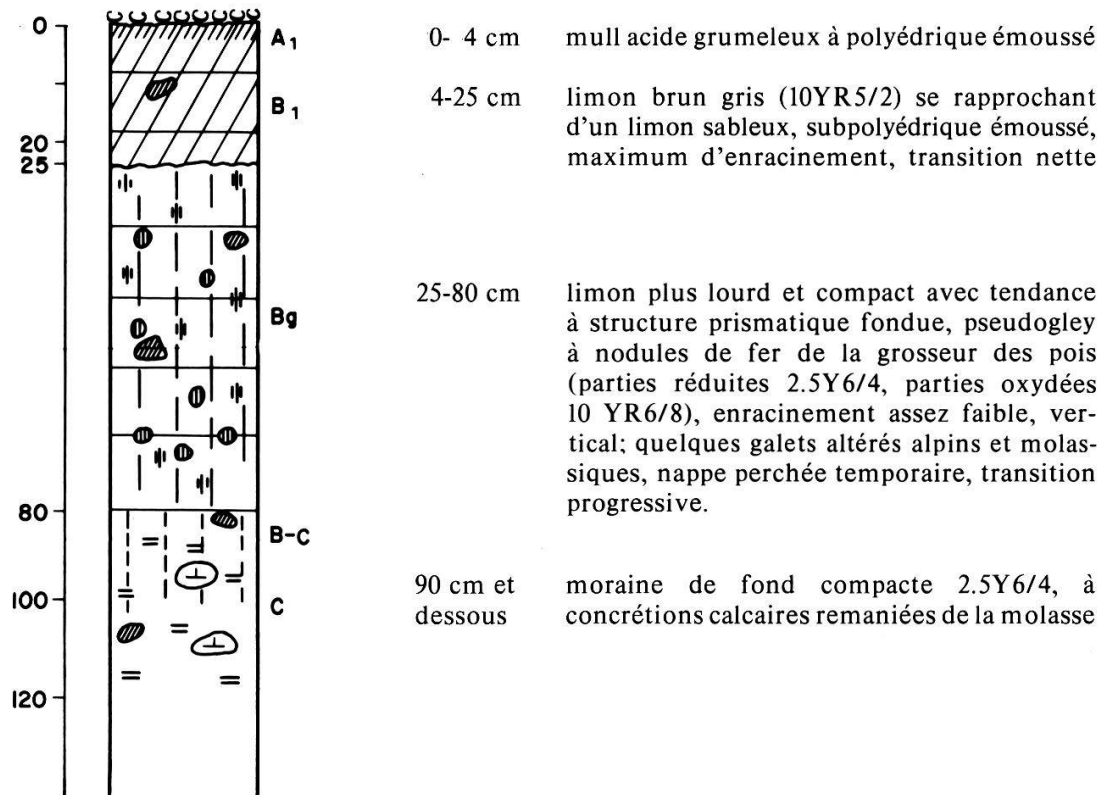 0
A₁
0- 4 cm mull acide grumeleux à polyédrique émoussé
B₁
4-25 cm limon brun gris (10YR5/2) se rapprochant
d'un limon sableux, subpolyédrique émoussé,
maximum d'enracinement, transition nette
20
25
Bg
25-80 cm limon plus lourd et compact avec tendance
à structure prismatique fondue, pseudogley
à nodules de fer de la grosseur des pois
(parties réduites 2.5Y6/4, parties oxydées
10 YR6/8), enracinement assez faible, ver-
tical; quelques galets altérés alpins et molas-
siques, nappe perchée temporaire, transition
progressive.
80
B-C
100
C
90 cm et moraine de fond compacte 2.5Y6/4, à
dessous concrétions calcaires remaniées de la molasse
120